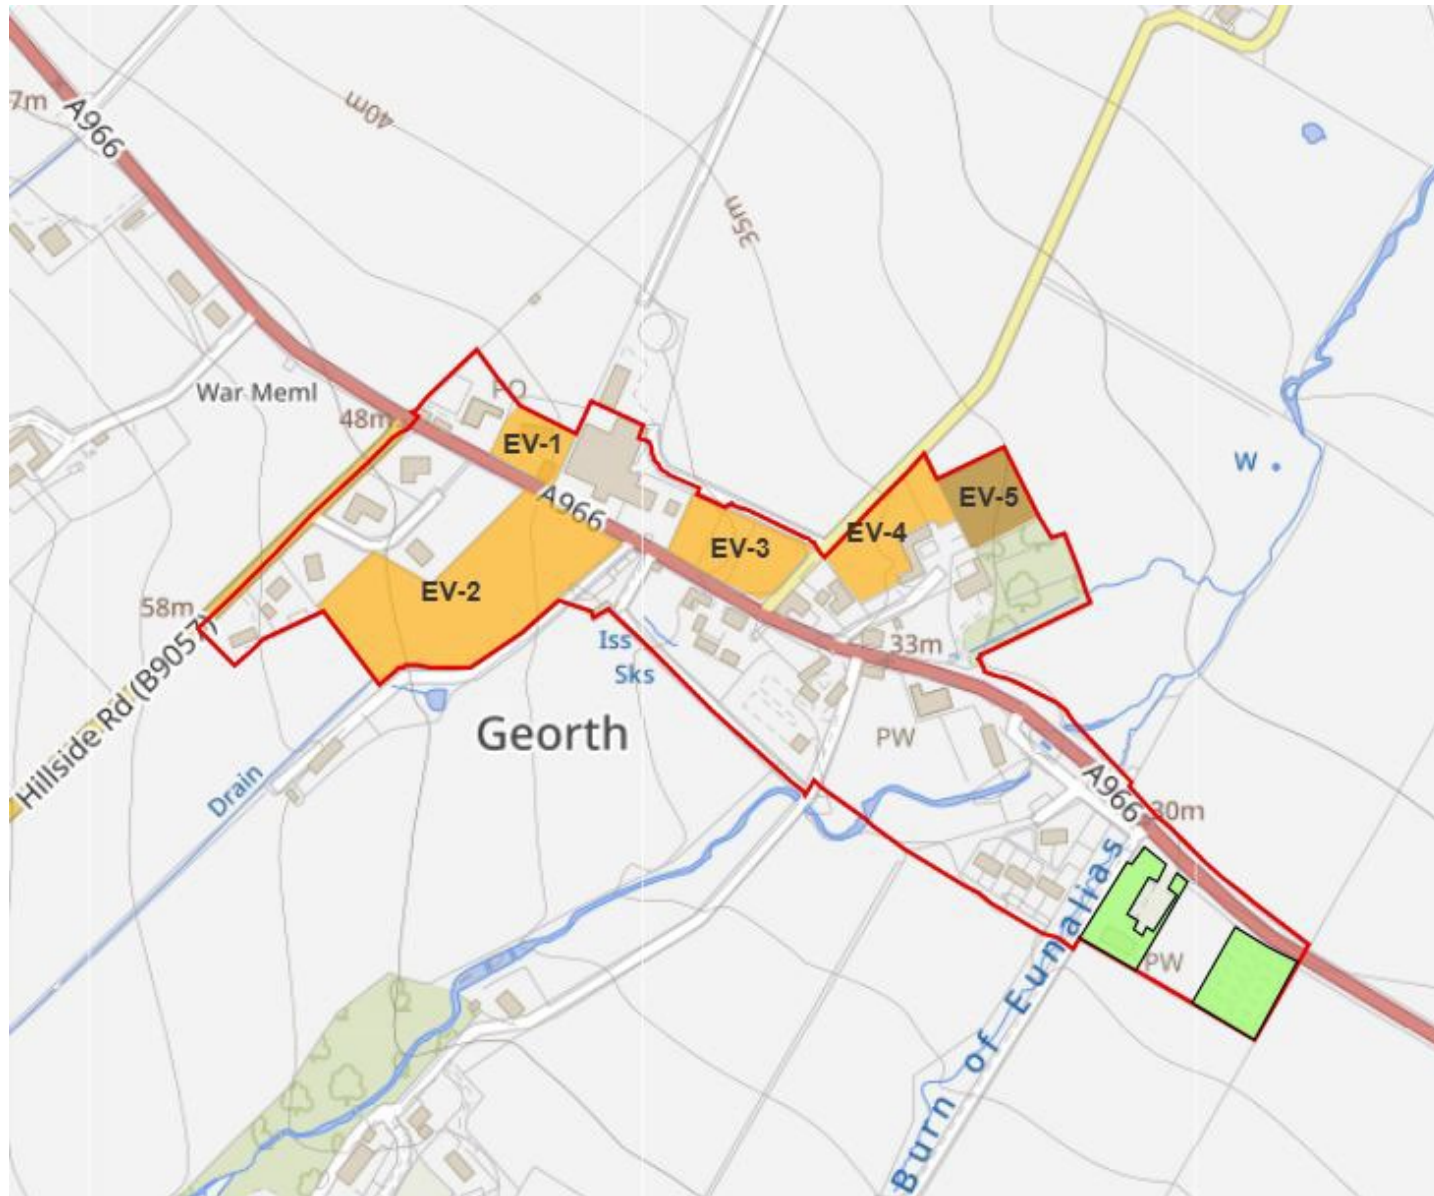 7m
A966
40m
35m
War Meml
48m
PO
EV-1
A966
EV-2
EV-3
EV-4
EV-5
W
58m
Hillside Rd (B9057)
Iss
Sks
33m
Georth
PW
Drain
A966
30m
PW
Burn of Eunalias